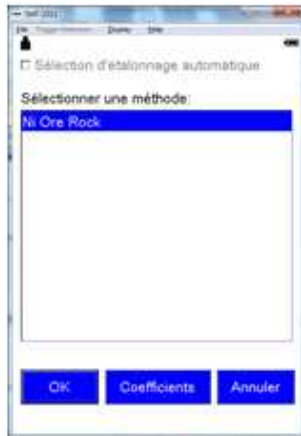 Sélection d'étalonnage automatique
Sélectionner une méthode:
Ni Ore Rock
OK
Coefficients
Annuler